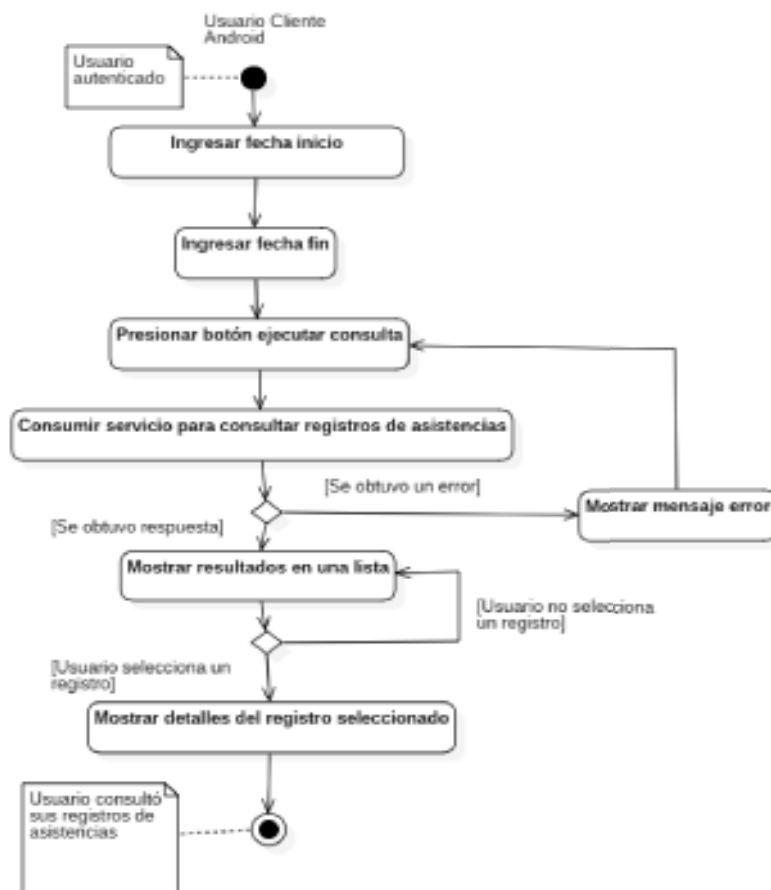 Usuario Cliente
Android
Usuario
autenticado
Ingresar fecha inicio
Ingresar fecha fin
Presionar botón ejecutar consulta
Consumir servicio para consultar registros de asistencias
[Se obtuvo un error]
Mostrar mensaje error
[Se obtuvo respuesta]
Mostrar resultados en una lista
[Usuario no selecciona
un registro]
[Usuario selecciona un
registro]
Mostrar detalles del registro seleccionado
Usuario consultó
sus registros de
asistencias